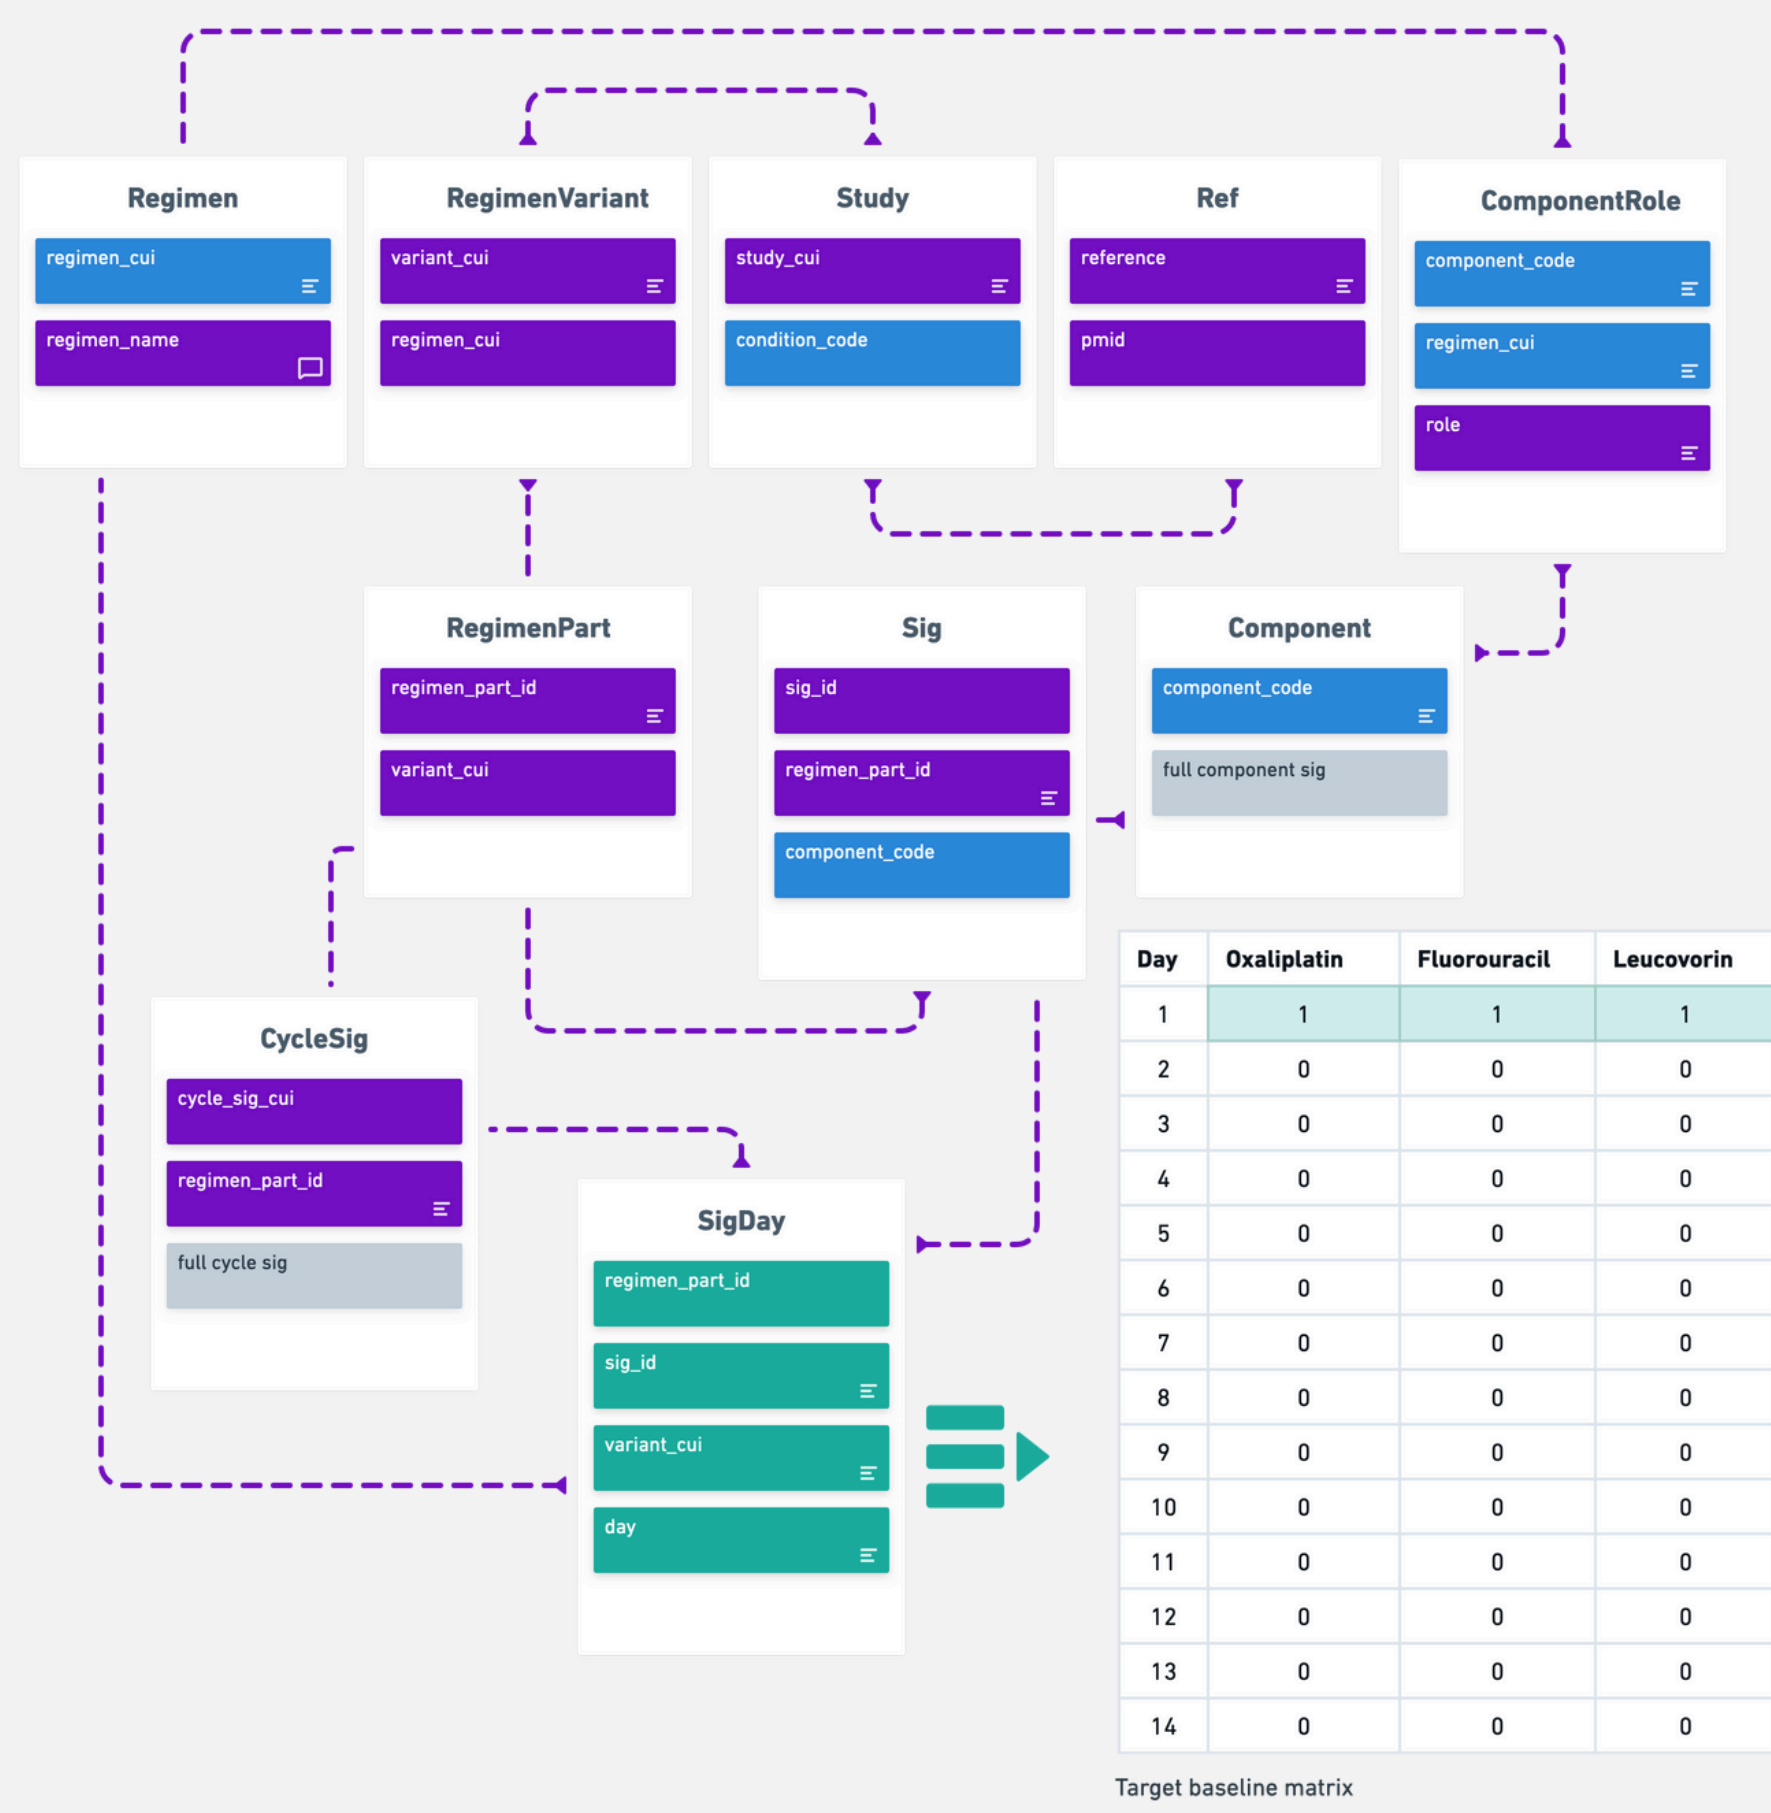 Regimen
regimen_cui
regimen_name
RegimenVariant
variant_cui
regimen_cui
Study
study_cui
condition_code
Ref
reference
pmid
ComponentRole
component_code
regimen_cui
role
RegimenPart
regimen_part_id
variant_cui
Sig
sig_id
regimen_part_id
component_code
Component
component_code
full component sig
CycleSig
cycle_sig_cui
regimen_part_id
full cycle sig
SigDay
regimen_part_id
sig_id
variant_cui
day
Day Oxaliplatin Fluorouracil Leucovorin
1 1 1 1
2 0 0 0
3 0 0 0
4 0 0 0
5 0 0 0
6 0 0 0
7 0 0 0
8 0 0 0
9 0 0 0
10 0 0 0
11 0 0 0
12 0 0 0
13 0 0 0
14 0 0 0
Target baseline matrix